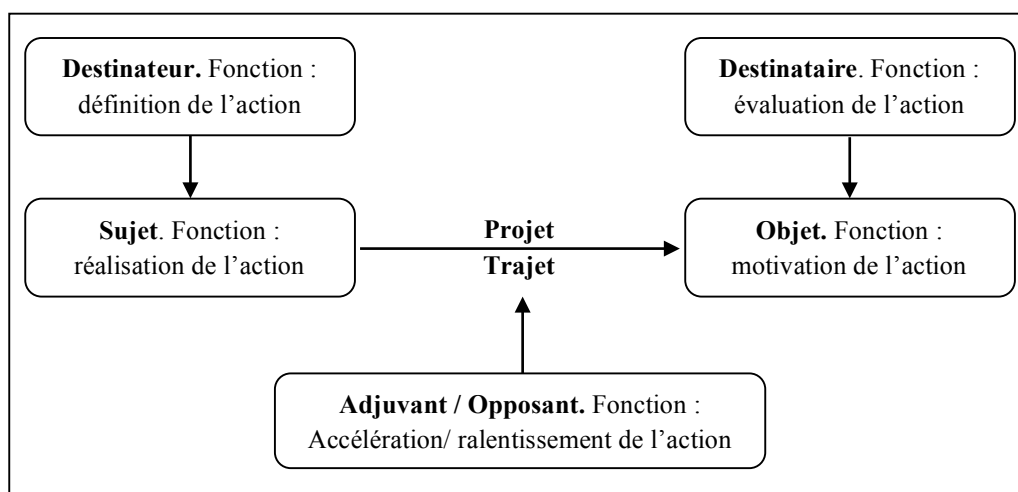 Destinateur. Fonction :
définition de l’action
Destinataire. Fonction :
évaluation de l’action
Sujet. Fonction :
réalisation de l’action
Projet
Trajet
Objet. Fonction :
motivation de l’action
Adjuvant / Opposant. Fonction :
Accélération/ ralentissement de l’action